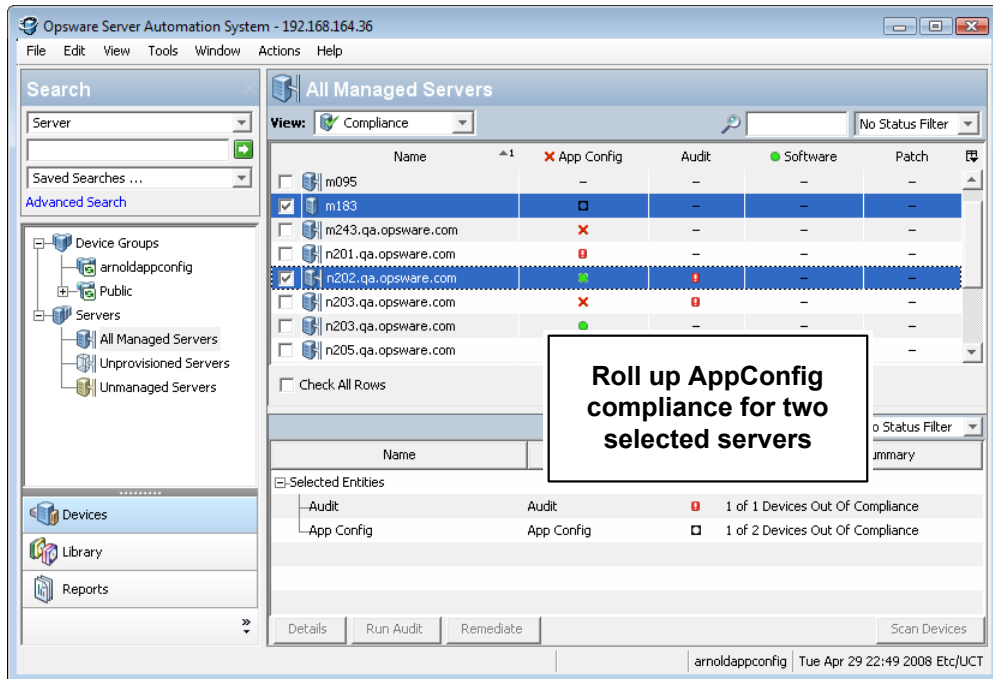 Opsware Server Automation System - 192.168.164.36
File Edit View Tools Window Actions Help
Search
Server
Saved Searches ...
Advanced Search
Device Groups
arnoldappconfig
Public
Servers
All Managed Servers
Unprovisioned Servers
Unmanaged Servers
Devices
Library
Reports
»
All Managed Servers
View: Compliance No Status Filter
Name 1 App Config Audit Software Patch
m095 – – – –
m183 – – –
m243.qa.opsware.com – – –
n201.qa.opsware.com – – –
n202.qa.opsware.com – –
n203.qa.opsware.com – –
n203.qa.opsware.com – – –
n205.qa.opsware.com –
Check All Rows
Roll up AppConfig
compliance for two
selected servers
o Status Filter
Name ummary
Selected Entities
Audit Audit 1 of 1 Devices Out Of Compliance
App Config App Config 1 of 2 Devices Out Of Compliance
Details Run Audit Remediate Scan Devices
arnoldappconfig Tue Apr 29 22:49 2008 Etc/UCT